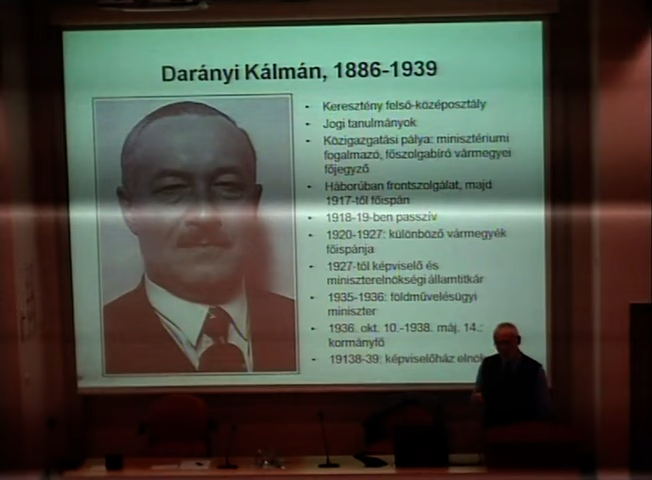 Darányi Kálmán, 1886-1939
- Keresztény felső-középosztály
- Jogi tanulmányok
- Közigazgatási pálya: minisztériumi
fogalmazó, főszolgabíró vármegyei
főjegyző
- Háborúban frontszolgálat, majd
1917-től főispán
- 1918-19-ben passzív
- 1920-1927: különböző vármegyék
főispánja
- 1927-től képviselő és
miniszterelnökségi államtitkár
- 1935-1936: földművelésügyi
miniszter
- 1936. okt. 10.-1938. máj. 14.:
kormányfő
- 19138-39: képviselőház elnök